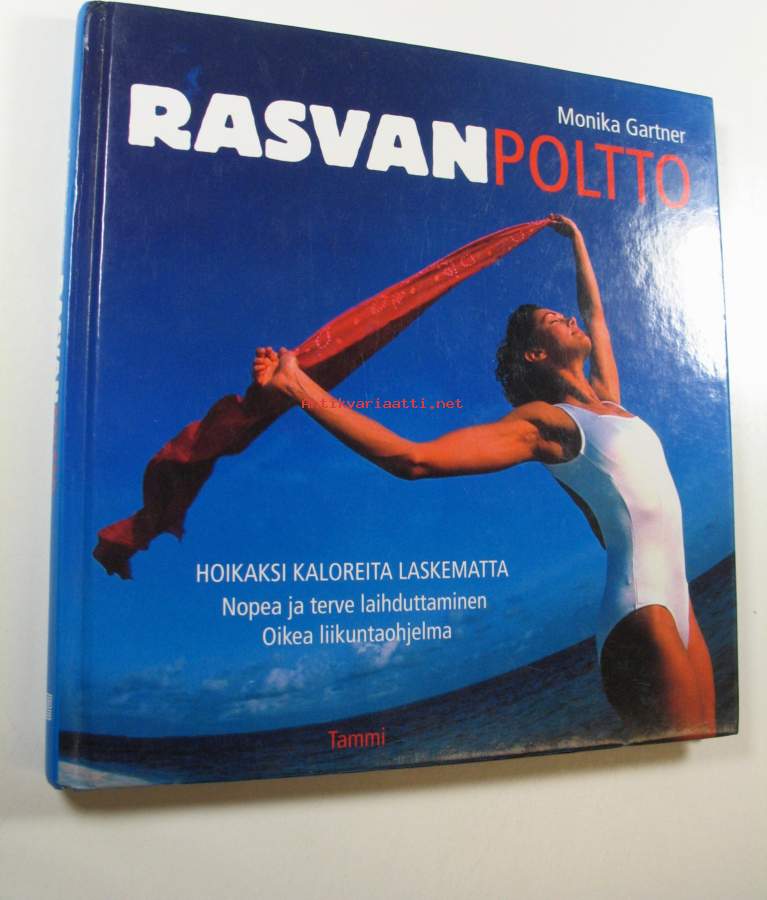 Monika Gartner
RASVANPOLTTO
Antikvariaatti.net
HOIKAKSI KALOREITA LASKEMATTA
Nopea ja terve laihduttaminen
Oikea liikuntaohjelma
Tammi